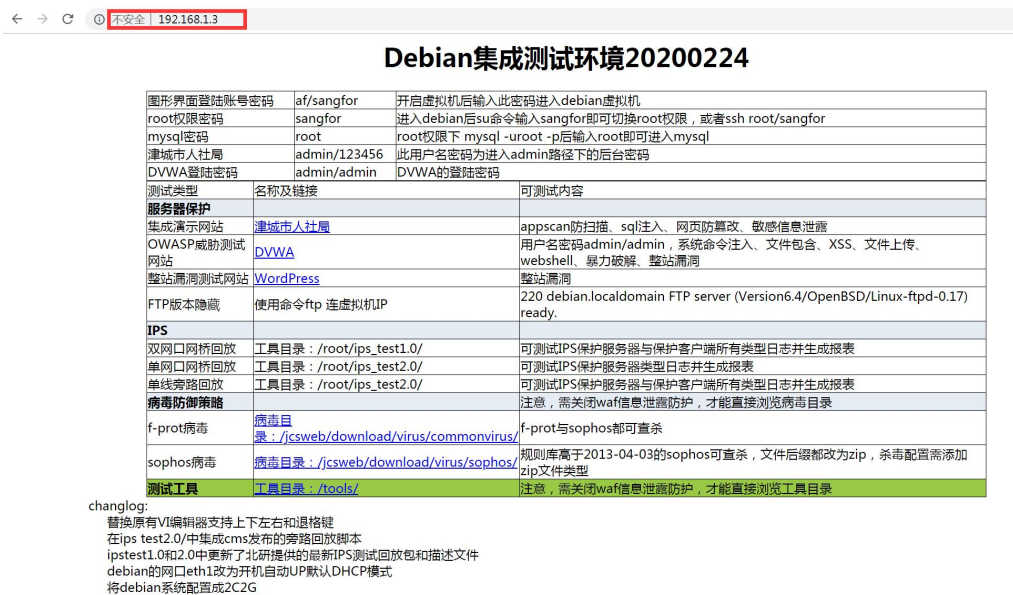 不安全 192.168.1.3
Debian集成测试环境20200224
图形界面登陆账号密码 af/sangfor 开启虚拟机后输入此密码进入debian虚拟机
root权限密码 sangfor 进入debian后su命令输入sangfor即可切换root权限，或者ssh root/sangfor
mysql密码 root root权限下 mysql -uroot -p后输入root即可进入mysql
津城市人社局 admin/123456 此用户名密码为进入admin路径下的后台密码
DVWA登陆密码 admin/admin DVWA的登陆密码
测试类型 名称及链接 可测试内容
服务器保护
集成演示网站 津城市人社局 appscan防扫描、sql注入、网页防篡改、敏感信息泄露
OWASP威胁测试
网站 DVWA 用户名密码admin/admin，系统命令注入、文件包含、XSS、文件上传、
webshell、暴力破解、整站漏洞
整站漏洞测试网站 WordPress 整站漏洞
FTP版本隐藏 使用命令ftp 连虚拟机IP 220 debian.localdomain FTP server (Version6.4/OpenBSD/Linux-ftpd-0.17)
ready.
IPS
双网口网桥回放 工具目录：/root/ips_test1.0/ 可测试IPS保护服务器与保护客户端所有类型日志并生成报表
单网口网桥回放 工具目录：/root/ips_test2.0/ 可测试IPS保护服务器类型日志并生成报表
单线旁路回放 工具目录：/root/ips_test2.0/ 可测试IPS保护服务器与保护客户端所有类型日志并生成报表
病毒防御策略 注意，需关闭waf信息泄露防护，才能直接浏览病毒目录
f-prot病毒 病毒目
录：/jcsweb/download/virus/commonvirus/ f-prot与sophos都可查杀
sophos病毒 病毒目录：/jcsweb/download/virus/sophos/ 规则库高于2013-04-03的sophos可查杀，文件后缀都改为zip，杀毒配置需添加
zip文件类型
测试工具 工具目录：/tools/ 注意，需关闭waf信息泄露防护，才能直接浏览工具目录
changlog:
替换原有VI编辑器支持上下左右和退格键
在ips test2.0/中集成cms发布的旁路回放脚本
ipstest1.0和2.0中更新了北研提供的最新IPS测试回放包和描述文件
debian的网口eth1改为开机自动UP默认DHCP模式
将debian系统配置成2C2G